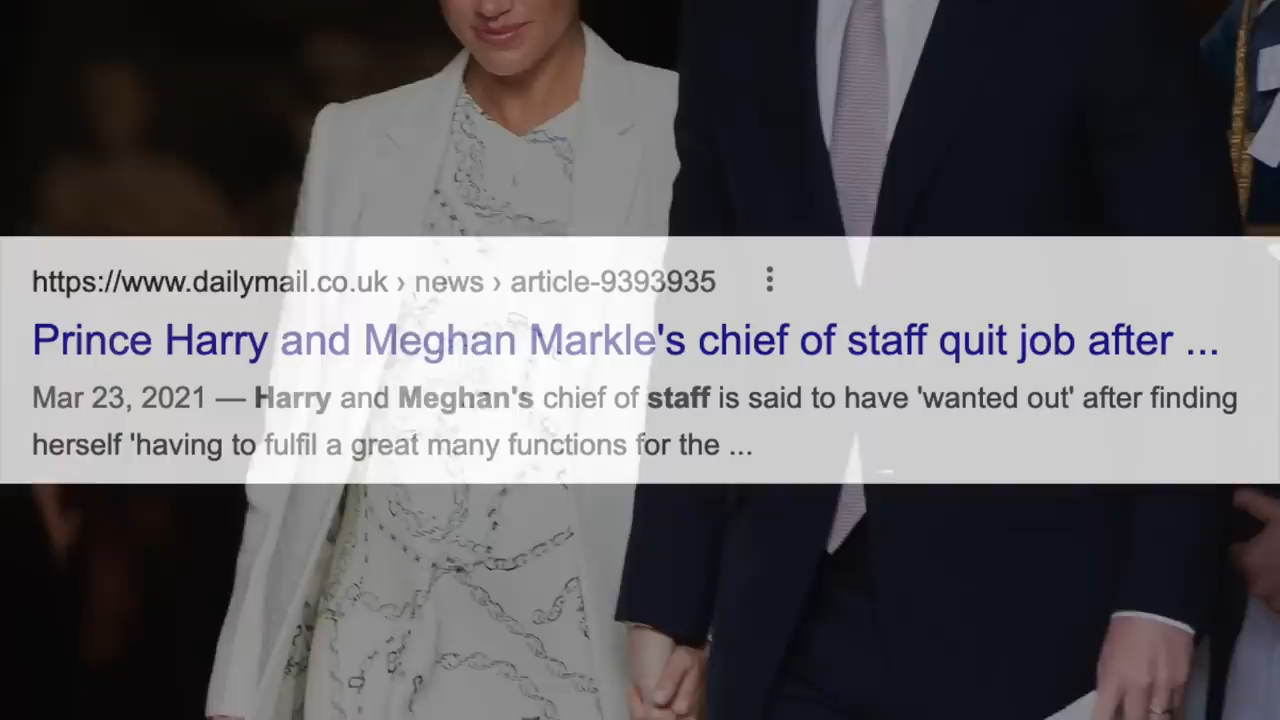 https://www.dailymail.co.uk › news › article-9393935
Prince Harry and Meghan Markle's chief of staff quit job after ...
Mar 23, 2021 — Harry and Meghan's chief of staff is said to have 'wanted out' after finding
herself 'having to fulfil a great many functions for the ...